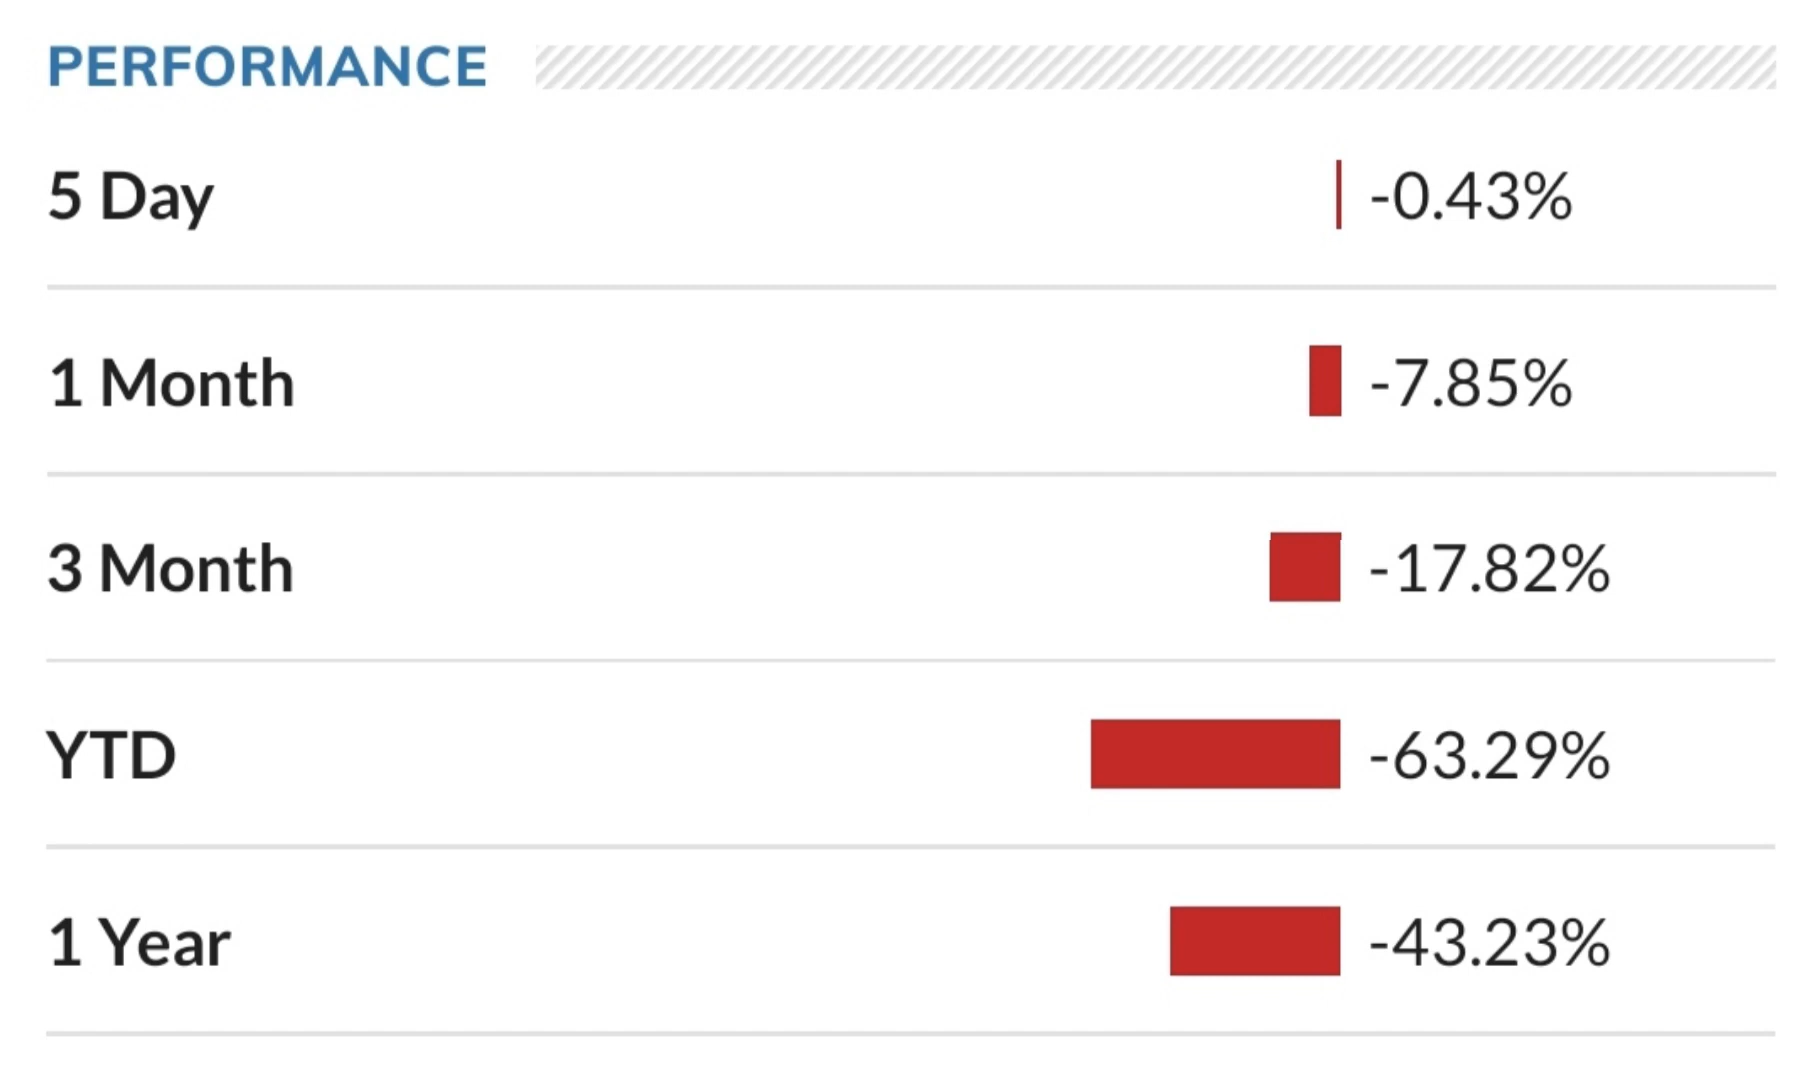 PERFORMANCE
5 Day -0.43%
1 Month -7.85%
3 Month -17.82%
YTD -63.29%
1 Year -43.23%